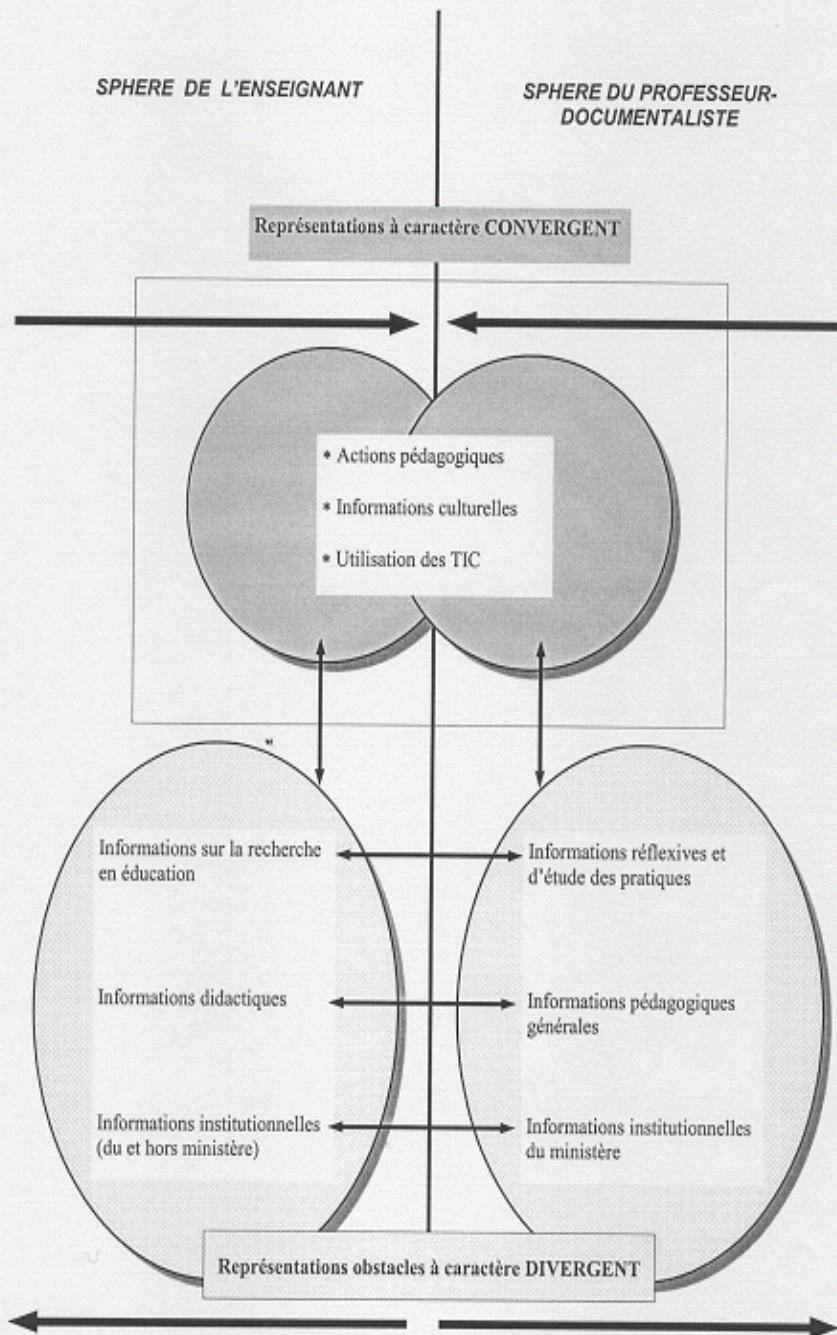 SPHERE DE L'ENSEIGNANT
SPHERE DU PROFESSEUR-
DOCUMENTALISTE
Représentations à caractère CONVERGENT
* Actions pédagogiques
* Informations culturelles
* Utilisation des TIC
Informations sur la recherche
en éducation
Informations réflexives et
d'étude des pratiques
Informations didactiques
Informations pédagogiques
générales
Informations institutionnelles
(du et hors ministère)
Informations institutionnelles
du ministère
Représentations obstacles à caractère DIVERGENT